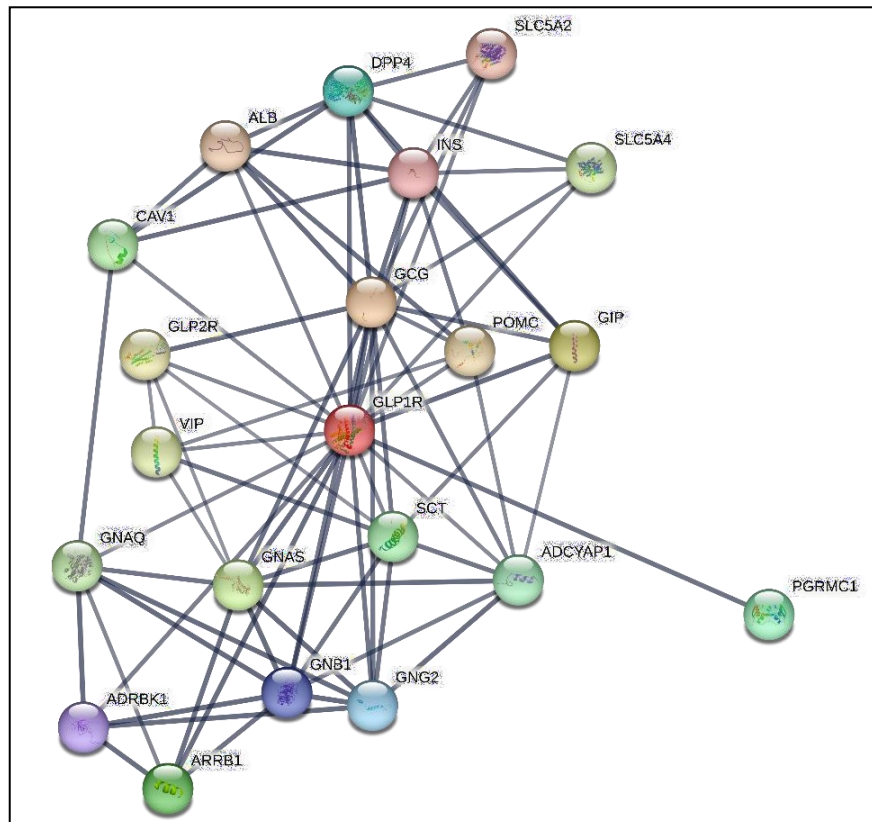 SLC5A2
DPP4
ALB
INS
SLC5A4
CAV1
GCG
GLP2R
POMC
GIP
GLP1R
VIP
SCT
GNAQ
GNAS
ADCYAP1
PGRMC1
GNB1
GNG2
ADRBK1
ARRB1